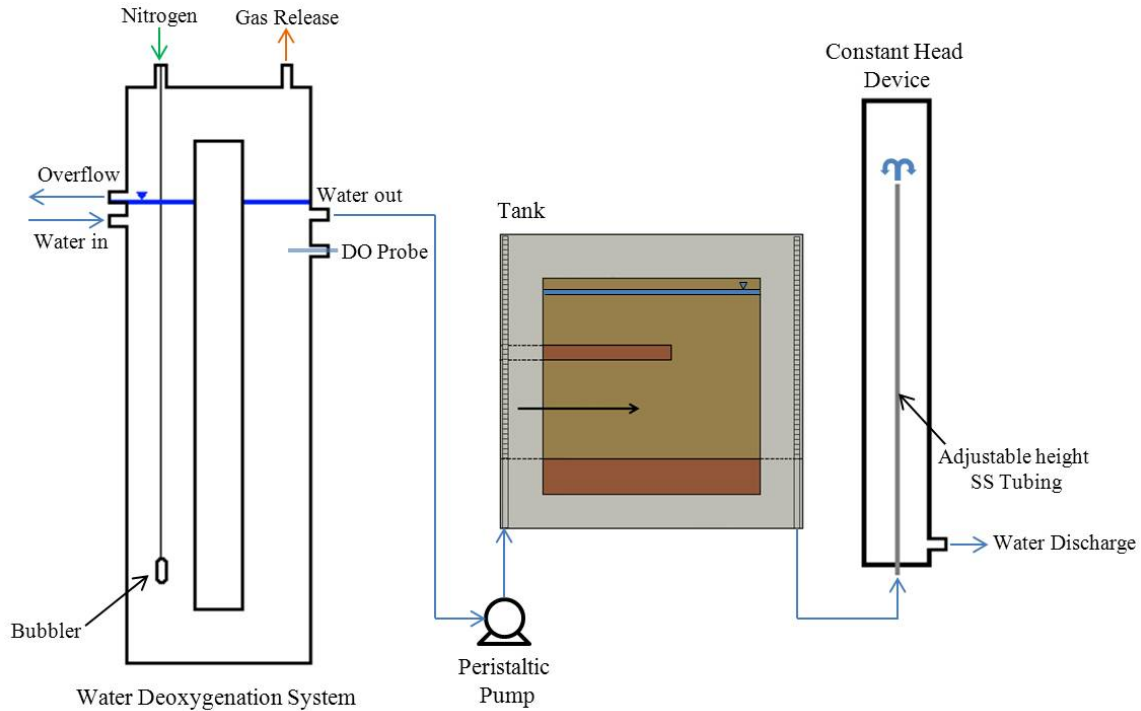 Nitrogen
Gas Release
Overflow
Water in
Water out
DO Probe
Bubbler
Water Deoxygenation System
Peristaltic
Pump
Tank
Constant Head
Device
Adjustable height
SS Tubing
Water Discharge